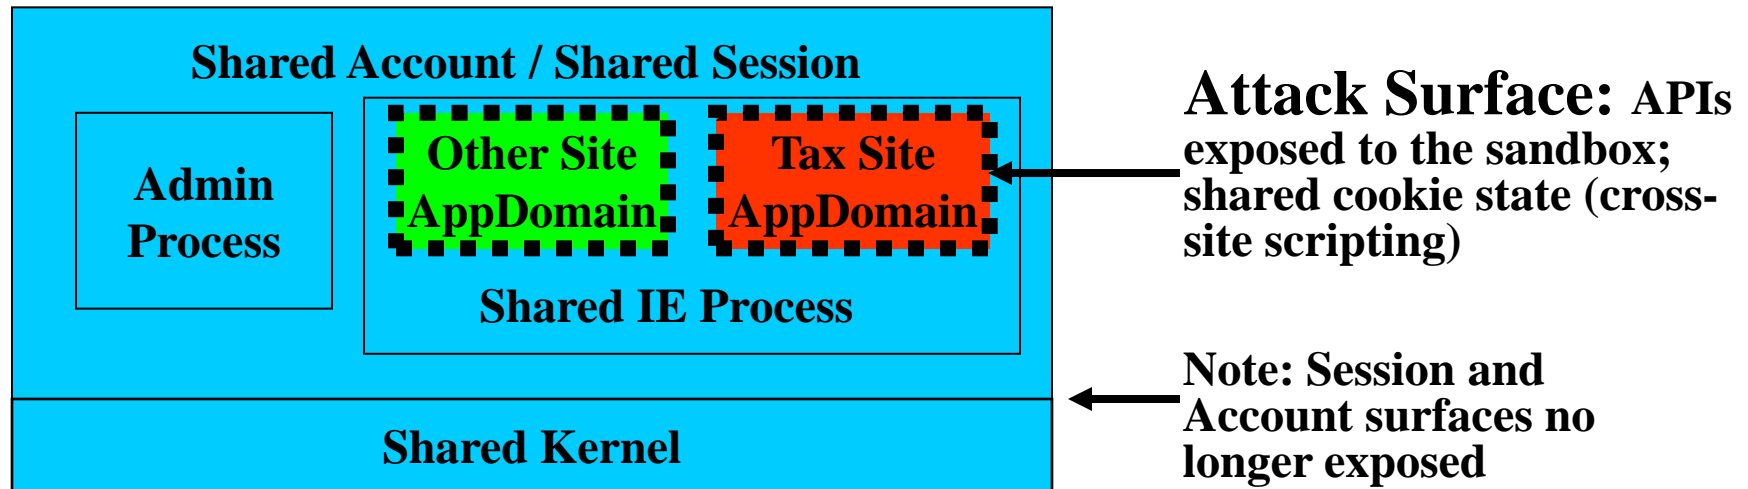 Shared Account / Shared Session
Admin
Process
Other Site
AppDomain
Tax Site
AppDomain
Shared IE Process
Shared Kernel
Attack Surface: APIs
exposed to the sandbox;
shared cookie state (cross-
site scripting)
Note: Session and
Account surfaces no
longer exposed